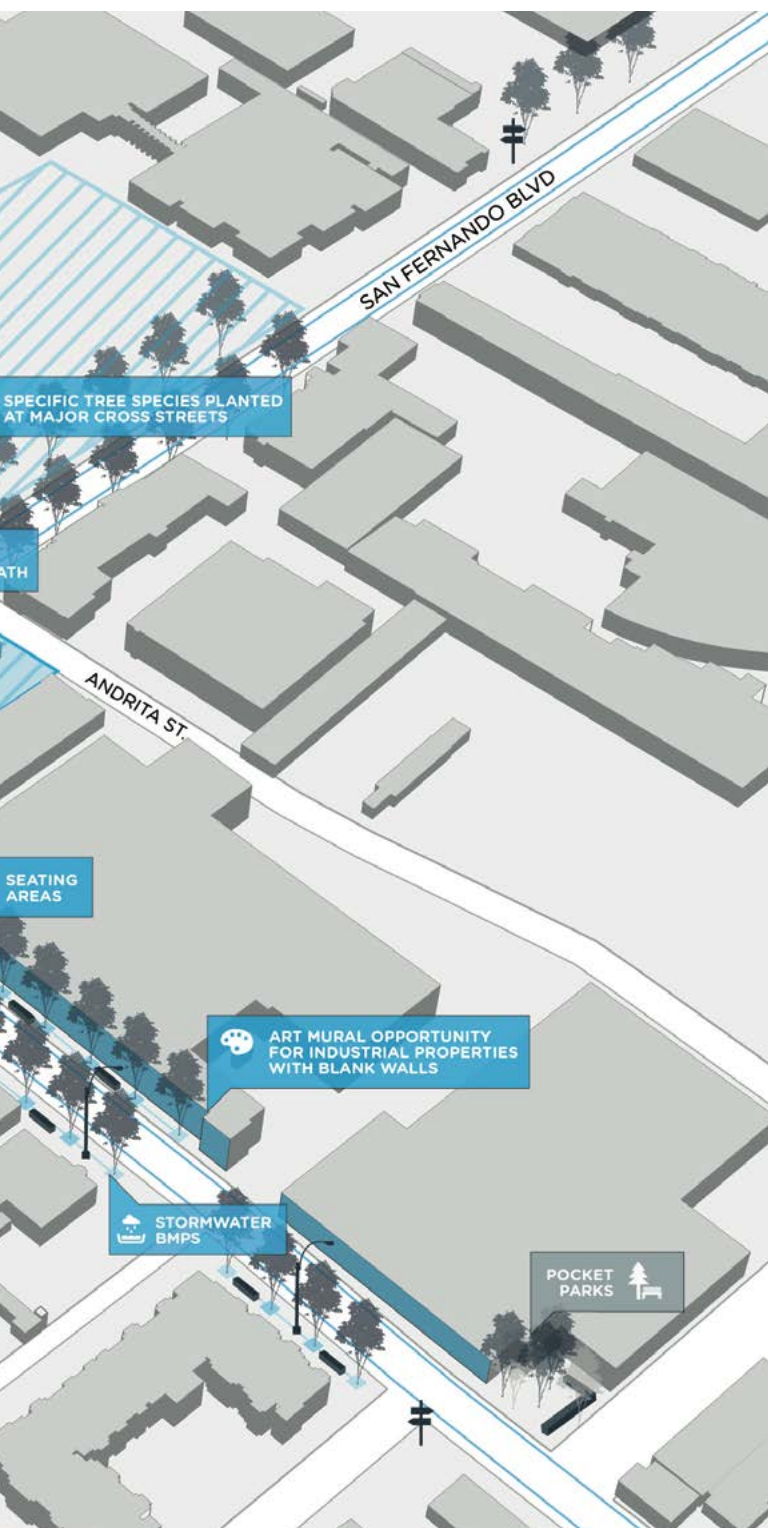 SAN FERNANDO BLVD
SPECIFIC TREE SPECIES PLANTED
AT MAJOR CROSS STREETS
ATH
ANDRITA ST.
SEATING
AREAS
ART MURAL OPPORTUNITY
FOR INDUSTRIAL PROPERTIES
WITH BLANK WALLS
STORMWATER
BMPS
POCKET
PARKS